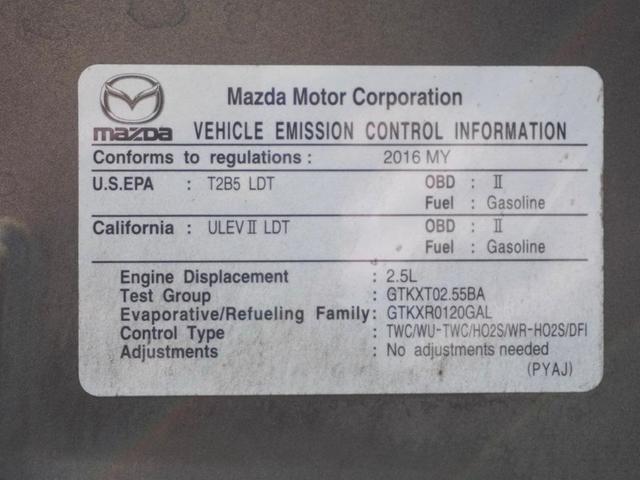 mazda
Mazda Motor Corporation
VEHICLE EMISSION CONTROL INFORMATION
Conforms to regulations : 2016 MY
U.S.EPA : T2B5 LDT OBD : II
Fuel : Gasoline
California : ULEV II LDT OBD : II
Fuel : Gasoline
Engine Displacement : 2.5L
Test Group : GTKXT02.55BA
Evaporative/Refueling Family: GTKXR0120GAL
Control Type : TWC/WU-TWC/HO2S/WR-HO2S/DFI
Adjustments : No adjustments needed
(PYAJ)